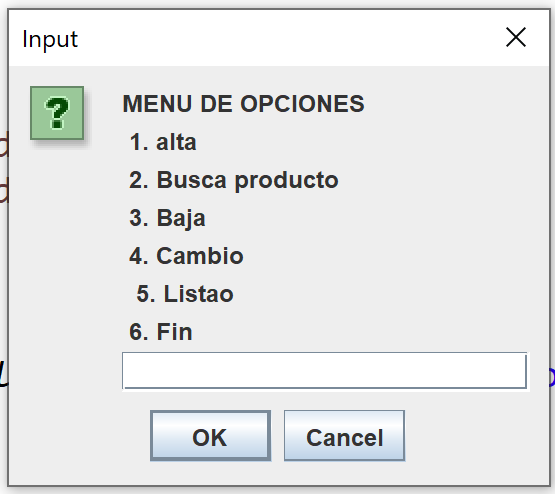 Input
MENU DE OPCIONES
1. alta
2. Busca producto
3. Baja
4. Cambio
5. Listao
6. Fin
OK
Cancel